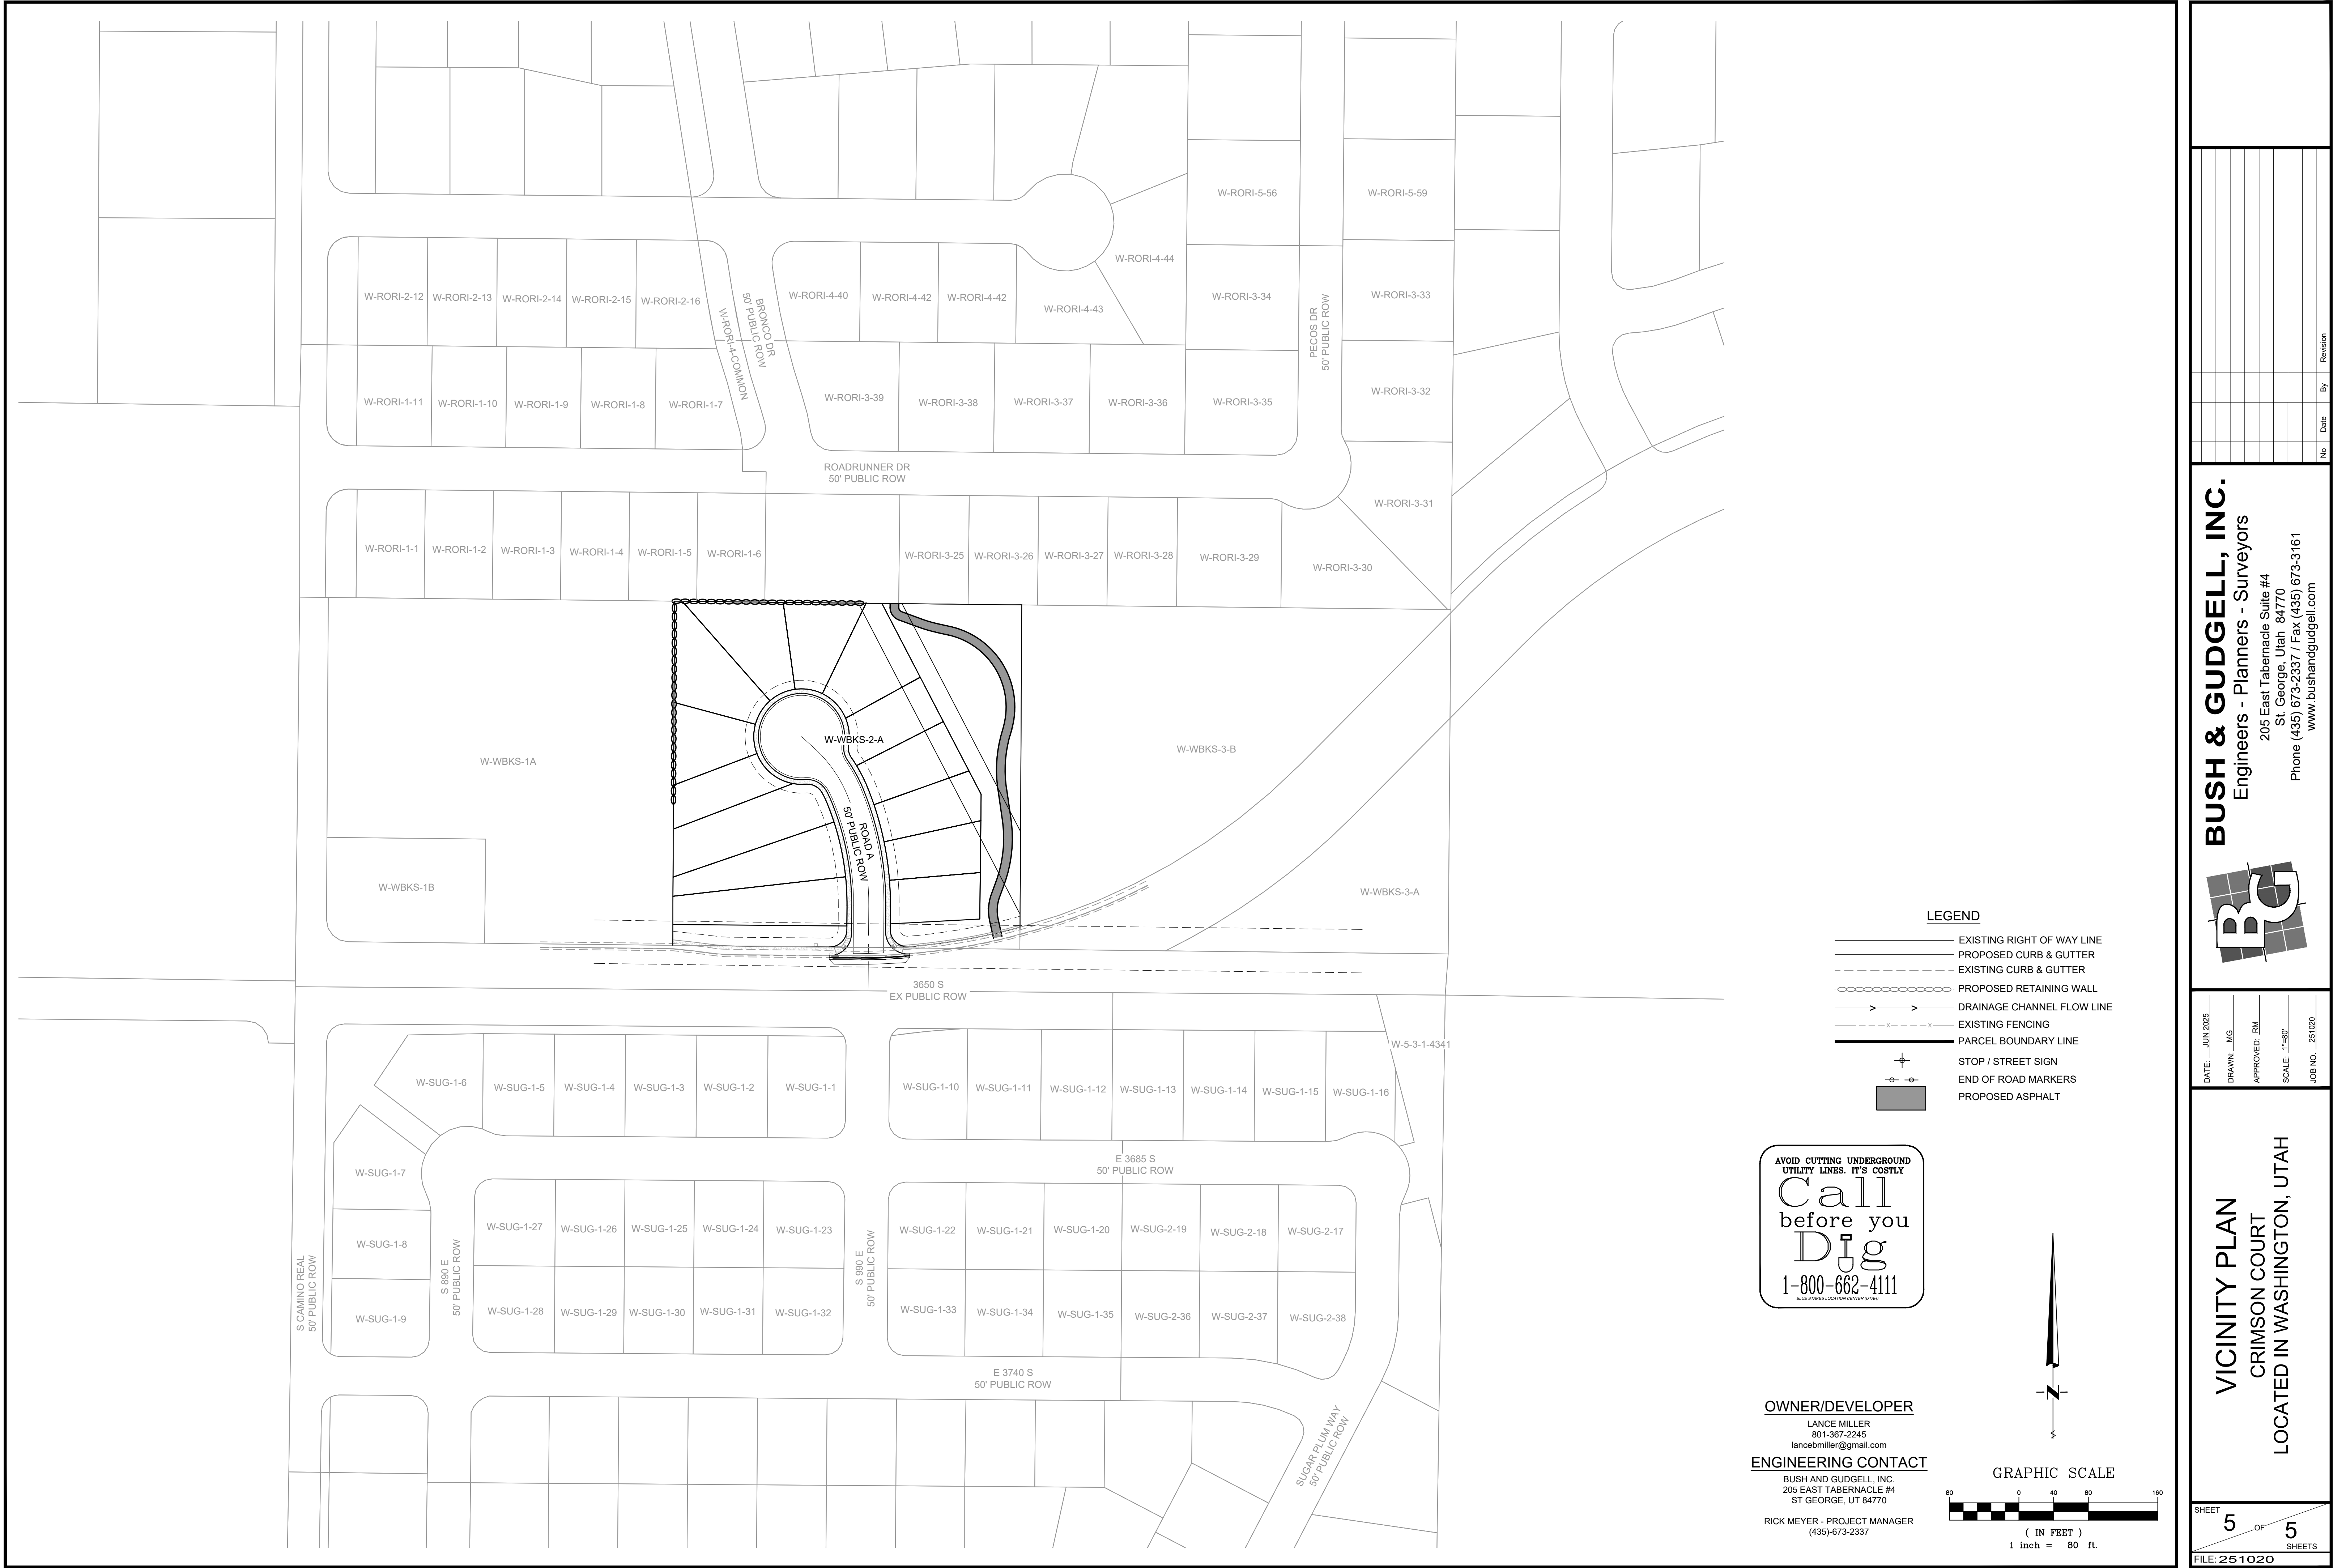 W-RORI-5-56
W-RORI-5-59
W-RORI-4-44
W-RORI-2-12
W-RORI-2-13
W-RORI-2-14
W-RORI-2-15
W-RORI-2-16
W-RORI-4-COMMON
BRONCO DR
50' PUBLIC ROW
W-RORI-4-40
W-RORI-4-42
W-RORI-4-42
W-RORI-4-43
W-RORI-3-34
PECOS DR
50' PUBLIC ROW
W-RORI-3-33
W-RORI-1-11
W-RORI-1-10
W-RORI-1-9
W-RORI-1-8
W-RORI-1-7
W-RORI-3-39
W-RORI-3-38
W-RORI-3-37
W-RORI-3-36
W-RORI-3-35
W-RORI-3-32
ROADRUNNER DR
50' PUBLIC ROW
W-RORI-3-31
W-RORI-1-1
W-RORI-1-2
W-RORI-1-3
W-RORI-1-4
W-RORI-1-5
W-RORI-1-6
W-RORI-3-25
W-RORI-3-26
W-RORI-3-27
W-RORI-3-28
W-RORI-3-29
W-RORI-3-30
W-WBKS-1A
W-WBKS-2-A
W-WBKS-3-B
ROAD A
50' PUBLIC ROW
W-WBKS-1B
W-WBKS-3-A
3650 S
EX PUBLIC ROW
W-5-3-1-4341
W-SUG-1-6
W-SUG-1-5
W-SUG-1-4
W-SUG-1-3
W-SUG-1-2
W-SUG-1-1
W-SUG-1-10
W-SUG-1-11
W-SUG-1-12
W-SUG-1-13
W-SUG-1-14
W-SUG-1-15
W-SUG-1-16
E 3685 S
50' PUBLIC ROW
W-SUG-1-7
W-SUG-1-8
W-SUG-1-9
S CAMINO REAL
50' PUBLIC ROW
S 890 E
50' PUBLIC ROW
W-SUG-1-27
W-SUG-1-26
W-SUG-1-25
W-SUG-1-24
W-SUG-1-23
S 990 E
50' PUBLIC ROW
W-SUG-1-22
W-SUG-1-21
W-SUG-1-20
W-SUG-2-19
W-SUG-2-18
W-SUG-2-17
W-SUG-1-28
W-SUG-1-29
W-SUG-1-30
W-SUG-1-31
W-SUG-1-32
W-SUG-1-33
W-SUG-1-34
W-SUG-1-35
W-SUG-2-36
W-SUG-2-37
W-SUG-2-38
E 3740 S
50' PUBLIC ROW
SUGAR PLUM WAY
50' PUBLIC ROW
LEGEND
EXISTING RIGHT OF WAY LINE
PROPOSED CURB & GUTTER
EXISTING CURB & GUTTER
PROPOSED RETAINING WALL
DRAINAGE CHANNEL FLOW LINE
EXISTING FENCING
PARCEL BOUNDARY LINE
STOP / STREET SIGN
END OF ROAD MARKERS
PROPOSED ASPHALT
AVOID CUTTING UNDERGROUND
UTILITY LINES. IT'S COSTLY
Call
before you
Dig
1-800-662-4111
BLUE STAKES LOCATION CENTER (UTAH)
N
OWNER/DEVELOPER
LANCE MILLER
801-367-2245
lancebmiller@gmail.com
ENGINEERING CONTACT
BUSH AND GUDGELL, INC.
205 EAST TABERNACLE #4
ST GEORGE, UT 84770
RICK MEYER - PROJECT MANAGER
(435)-673-2337
GRAPHIC SCALE
80 0 40 80 160
( IN FEET )
1 inch = 80 ft.
No Date By Revision
BUSH & GUDGELL, INC.
Engineers - Planners - Surveyors
205 East Tabernacle Suite #4
St. George, Utah 84770
Phone (435) 673-2337 / Fax (435) 673-3161
www.bushandgudgell.com
BG
DATE: JUN 2025
DRAWN: MG
APPROVED: RM
SCALE: 1"=80'
JOB NO. 251020
VICINITY PLAN
CRIMSON COURT
LOCATED IN WASHINGTON, UTAH
SHEET
5 OF 5
SHEETS
FILE: 251020